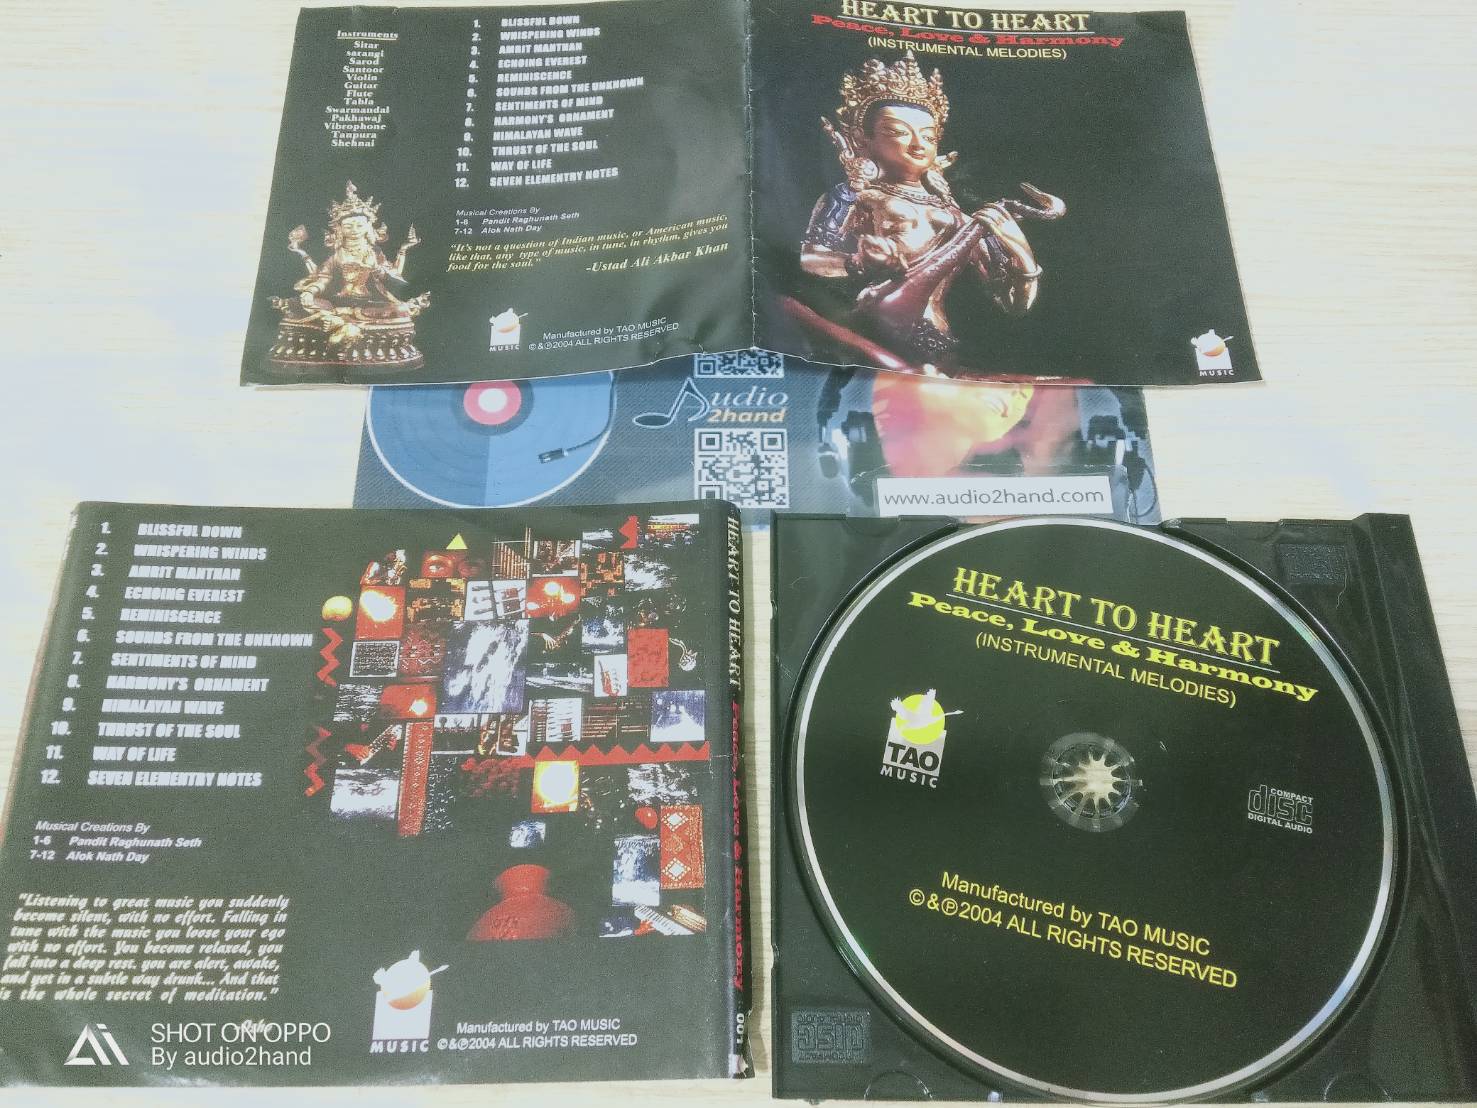 Instruments
Sitar
sarangi
Sarod
Santoor
Violin
Guitar
Flute
Tabla
Swarmandal
Pakhawaj
Vibrophone
Tanpura
Shehnai
1. BLISSFUL DOWN
2. WHISPERING WINDS
3. AMRIT MANTHAN
4. ECHOING EVEREST
5. REMINISCENCE
6. SOUNDS FROM THE UNKNOWN
7. SENTIMENTS OF MIND
8. HARMONY'S ORNAMENT
9. HIMALAYAN WAVE
10. THRUST OF THE SOUL
11. WAY OF LIFE
12. SEVEN ELEMENTRY NOTES
Musical Creations By
1-6 Pandit Raghunath Seth
7-12 Alok Nath Day
"It's not a question of Indian music, or American music,
like that, any type of music, in tune, in rhythm, gives you
food for the soul."
-Ustad Ali Akbar Khan
MUSIC
Manufactured by TAO MUSIC
©&℗2004 ALL RIGHTS RESERVED
HEART TO HEART
Peace, Love & Harmony
(INSTRUMENTAL MELODIES)
MUSIC
Audio
2hand
www.audio2hand.com
1. BLISSFUL DOWN
2. WHISPERING WINDS
3. AMRIT MANTHAN
4. ECHOING EVEREST
5. REMINISCENCE
6. SOUNDS FROM THE UNKNOWN
7. SENTIMENTS OF MIND
8. HARMONY'S ORNAMENT
9. HIMALAYAN WAVE
10. THRUST OF THE SOUL
11. WAY OF LIFE
12. SEVEN ELEMENTRY NOTES
Musical Creations By
1-6 Pandit Raghunath Seth
7-12 Alok Nath Day
"Listening to great music you suddenly
become silent, with no effort. Falling in
tune with the music you loose your ego
with no effort. You become relaxed, you
fall into a deep rest. you are alert, awake,
and yet in a subtle way drunk... And that
is the whole secret of meditation."
-Osho
MUSIC
Manufactured by TAO MUSIC
©&℗2004 ALL RIGHTS RESERVED
HEART TO HEART Peace, Love & Harmony 001
HEART TO HEART
Peace, Love & Harmony
(INSTRUMENTAL MELODIES)
TAO
MUSIC
COMPACT
disc
DIGITAL AUDIO
Manufactured by TAO MUSIC
©&℗2004 ALL RIGHTS RESERVED
SHOT ON OPPO
By audio2hand